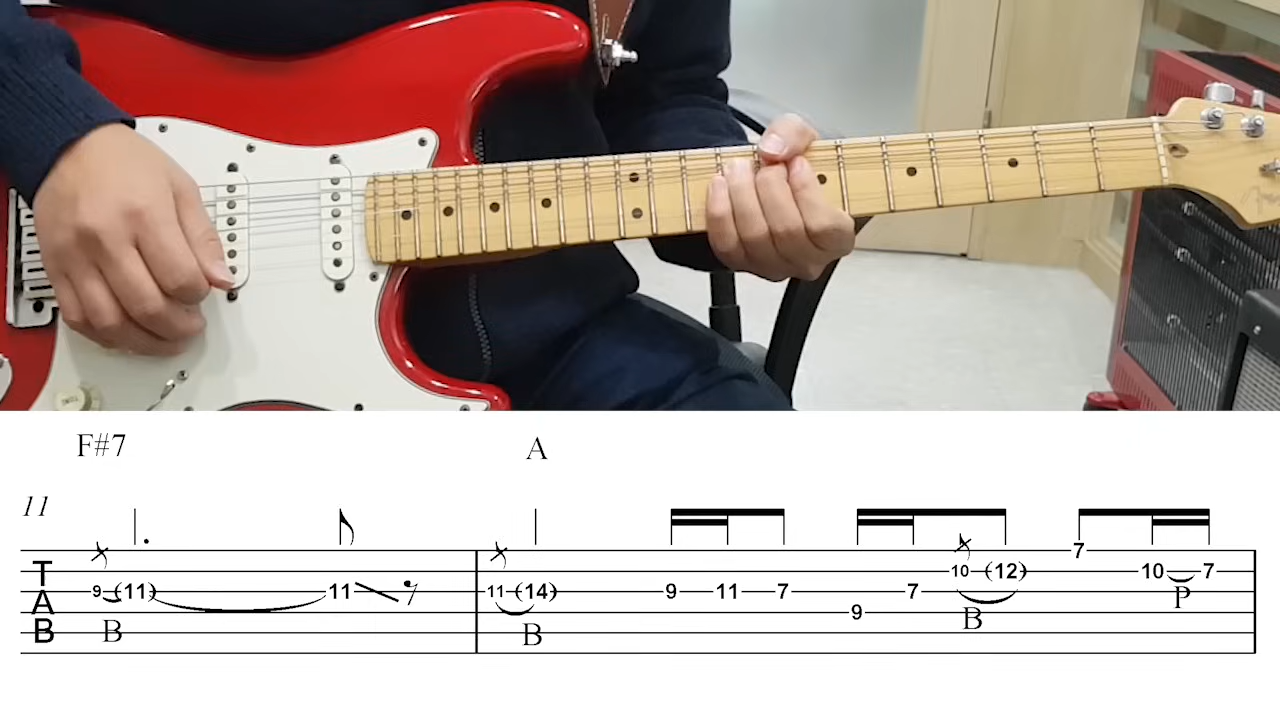 F#7 A
11
7
T 10 (12) 10 7
A 9 (11) 11 11 (14) 9 11 7 7 P
B B B 9 B